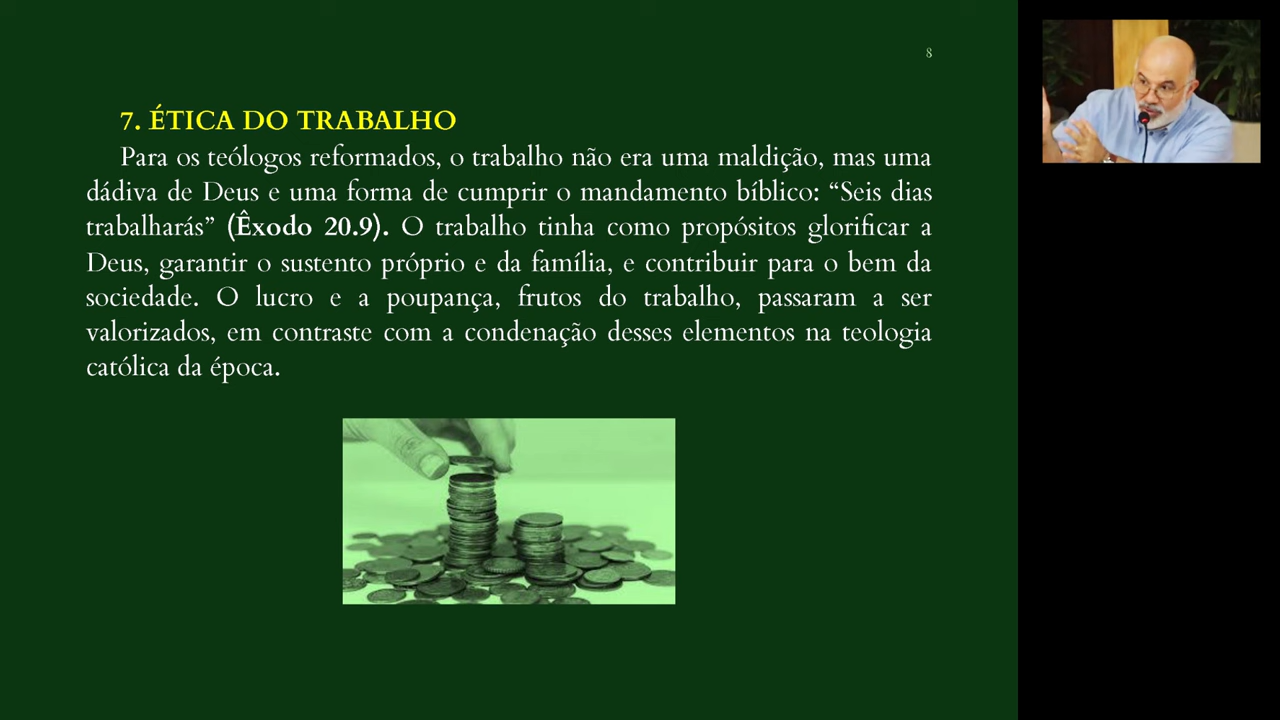 8
7. ÉTICA DO TRABALHO
Para os teólogos reformados, o trabalho não era uma maldição, mas uma
dádiva de Deus e uma forma de cumprir o mandamento bíblico: “Seis dias
trabalharás” (Êxodo 20.9). O trabalho tinha como propósitos glorificar a
Deus, garantir o sustento próprio e da família, e contribuir para o bem da
sociedade. O lucro e a poupança, frutos do trabalho, passaram a ser
valorizados, em contraste com a condenação desses elementos na teologia
católica da época.